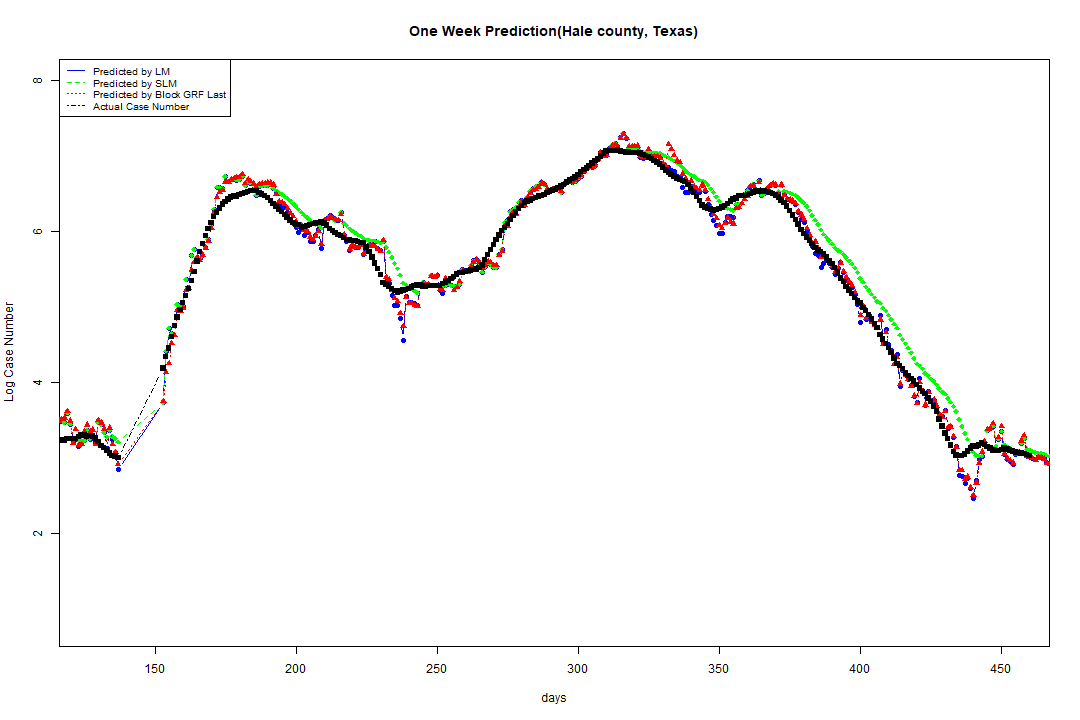 One Week Prediction(Hale county, Texas)
Predicted by LM
Predicted by SLM
Predicted by Block GRF Last
Actual Case Number
8
6
4
2
Log Case Number
150 200 250 300 350 400 450
days